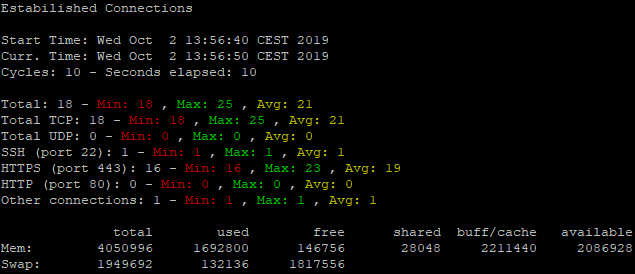 Estabilished Connections
Start Time: Wed Oct  2 13:56:40 CEST 2019
Curr. Time: Wed Oct  2 13:56:50 CEST 2019
Cycles: 10 - Seconds elapsed: 10
Total: 18 - Min: 18 , Max: 25 , Avg: 21
Total TCP: 18 - Min: 18 , Max: 25 , Avg: 21
Total UDP: 0 - Min: 0 , Max: 0 , Avg: 0
SSH (port 22): 1 - Min: 1 , Max: 1 , Avg: 1
HTTPS (port 443): 16 - Min: 16 , Max: 23 , Avg: 19
HTTP (port 80): 0 - Min: 0 , Max: 0 , Avg: 0
Other connections: 1 - Min: 1 , Max: 1 , Avg: 1
total used free shared buff/cache available
Mem: 4050996 1692800 146756 28048 2211440 2086928
Swap: 1949692 132136 1817556